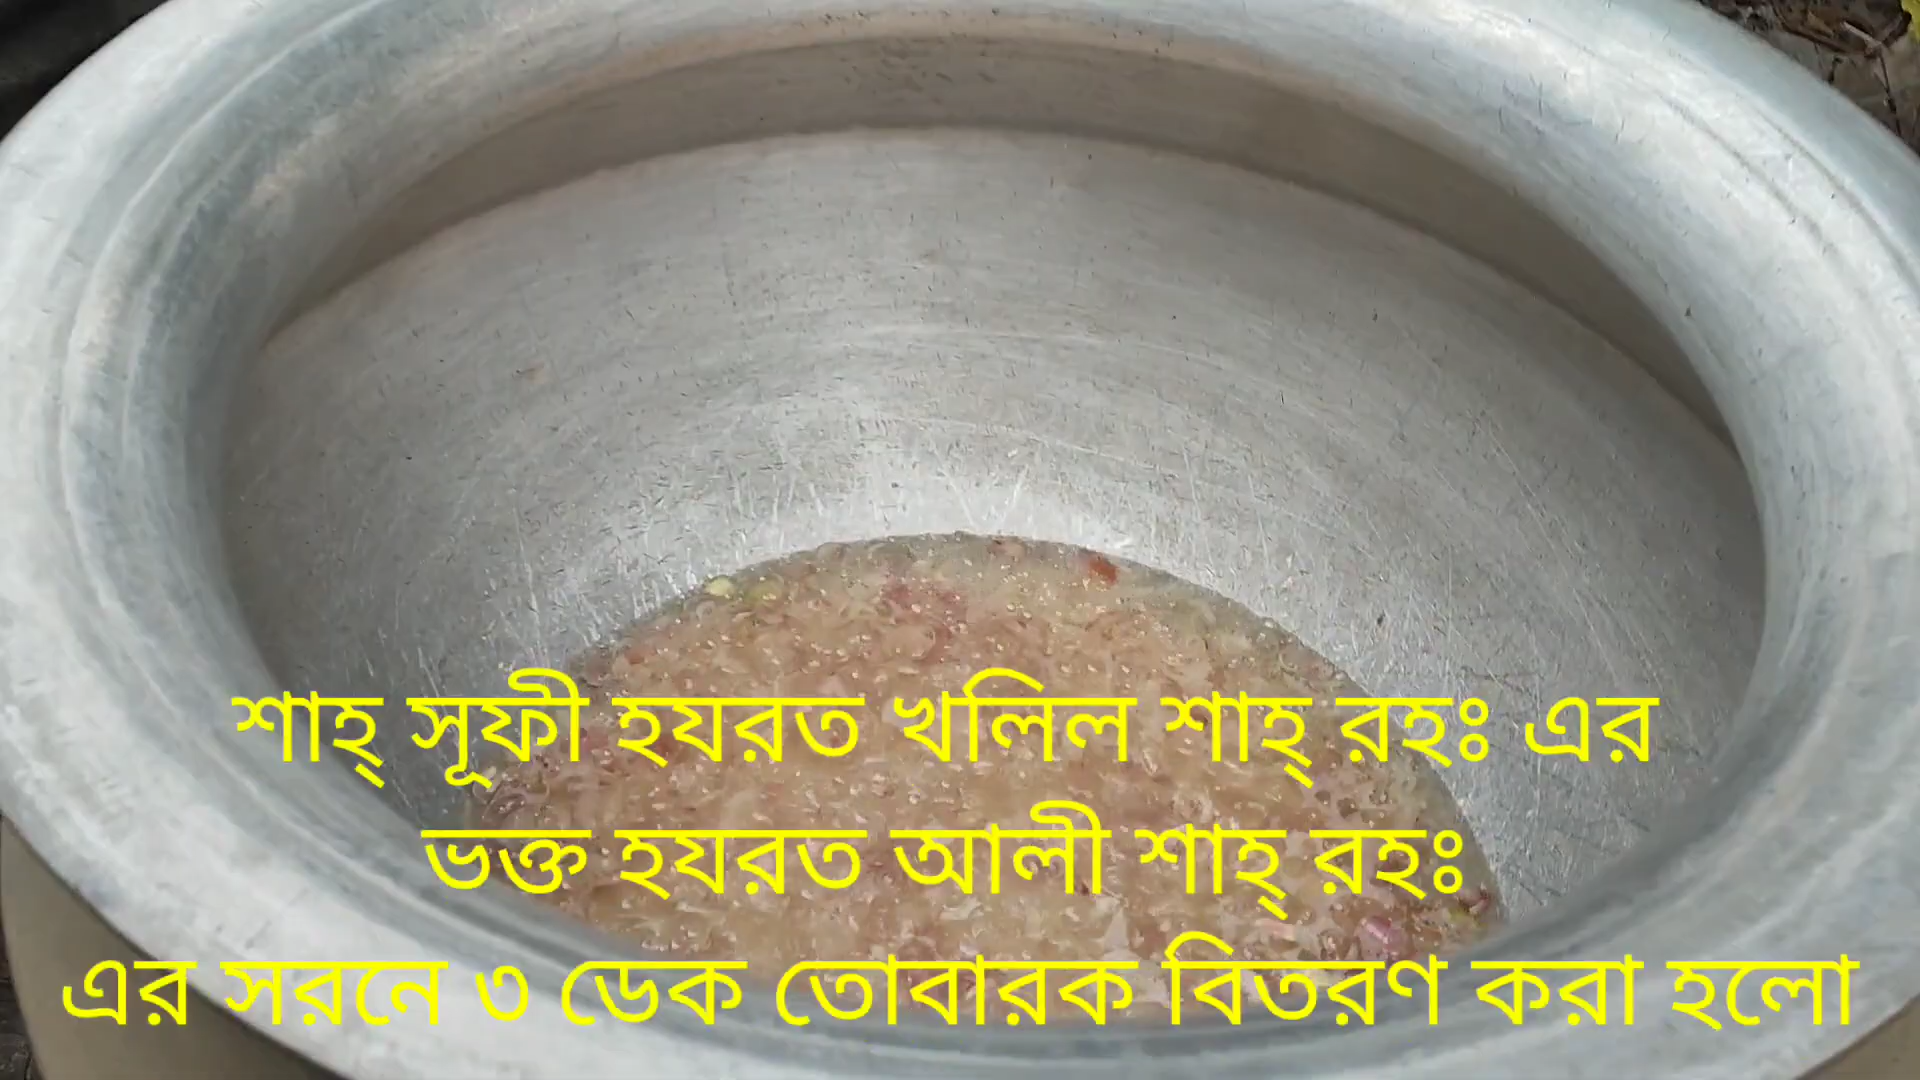 শাহ্ সূফী হযরত খলিল শাহ্ রহঃ এর
ভক্ত হযরত আলী শাহ্ রহঃ
এর সরনে ৩ ডেক তোবারক বিতরণ করা হলো